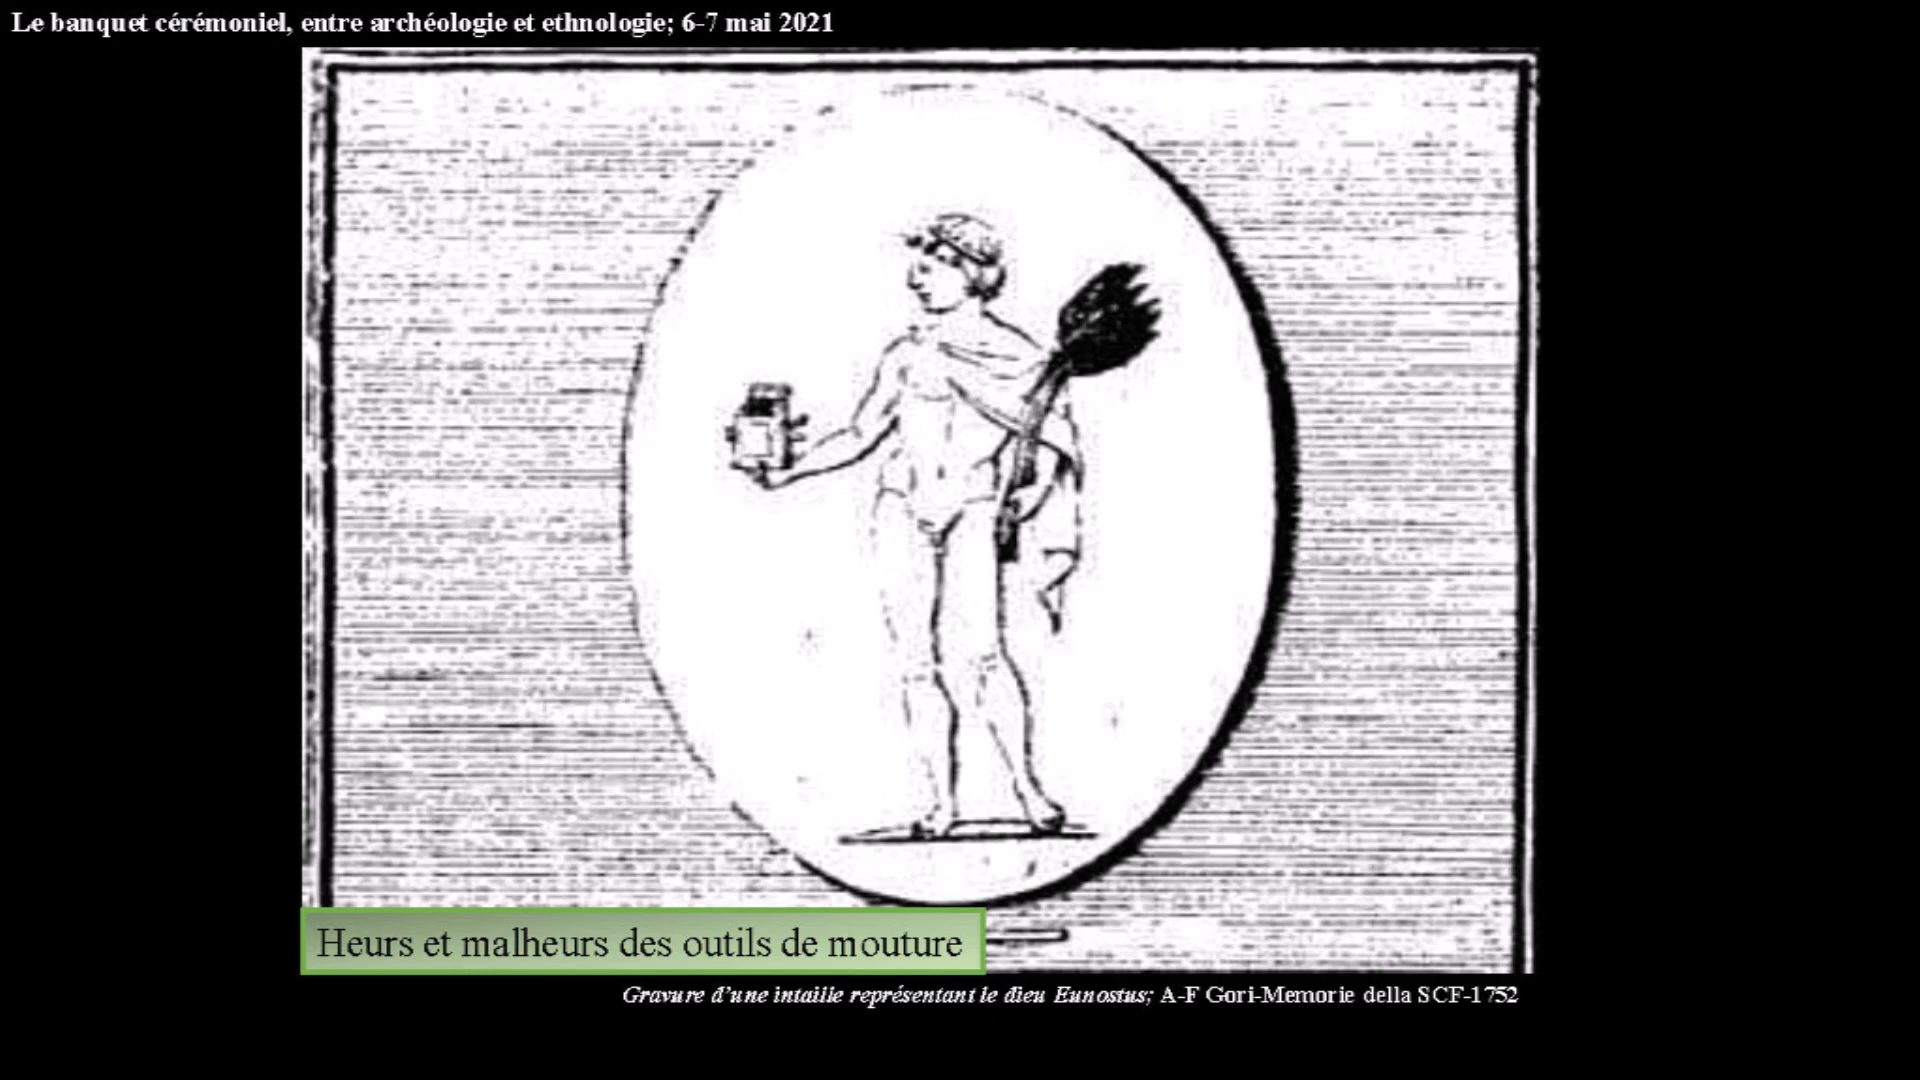 Le banquet cérémoniel, entre archéologie et ethnologie; 6-7 mai 2021
Heurs et malheurs des outils de mouture
Gravure d'une intaille représentant le dieu Eunostus; A-F Gori-Memorie della SCF-1752